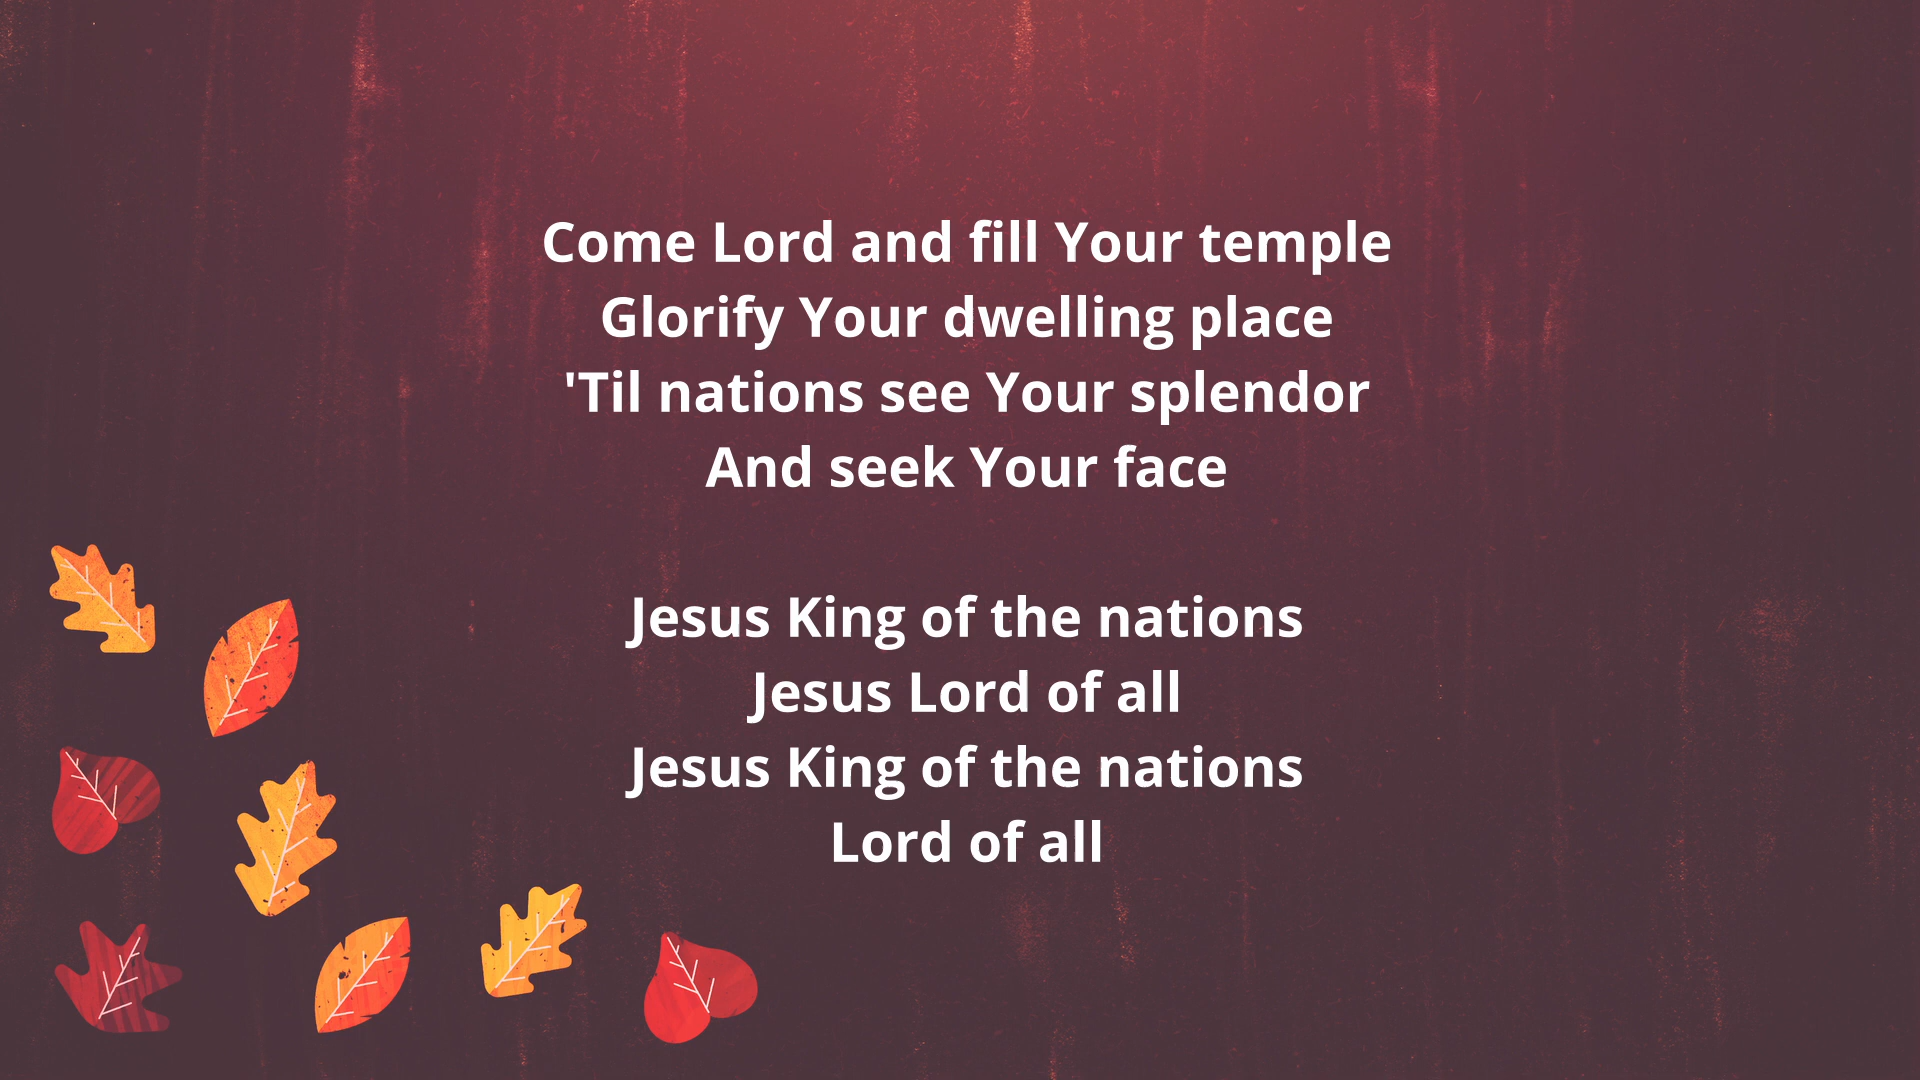 Come Lord and fill Your temple
Glorify Your dwelling place
'Til nations see Your splendor
And seek Your face
Jesus King of the nations
Jesus Lord of all
Jesus King of the nations
Lord of all